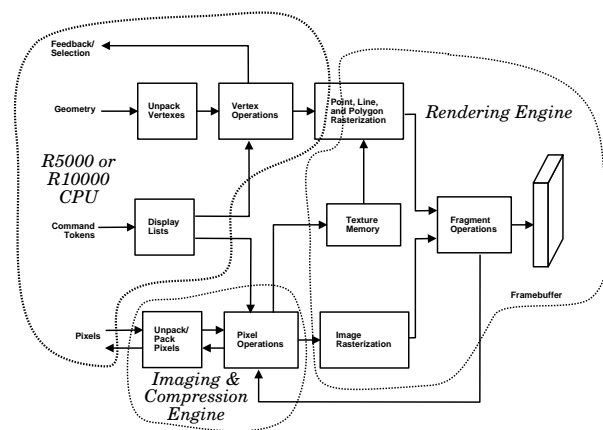 Feedback/
Selection
Geometry
Unpack
Vertexes
Vertex
Operations
Point, Line,
and Polygon
Rasterization
Rendering Engine
R5000 or
R10000
CPU
Command
Tokens
Display
Lists
Texture
Memory
Fragment
Operations
Framebuffer
Pixels
Unpack/
Pack
Pixels
Pixel
Operations
Image
Rasterization
Imaging &
Compression
Engine